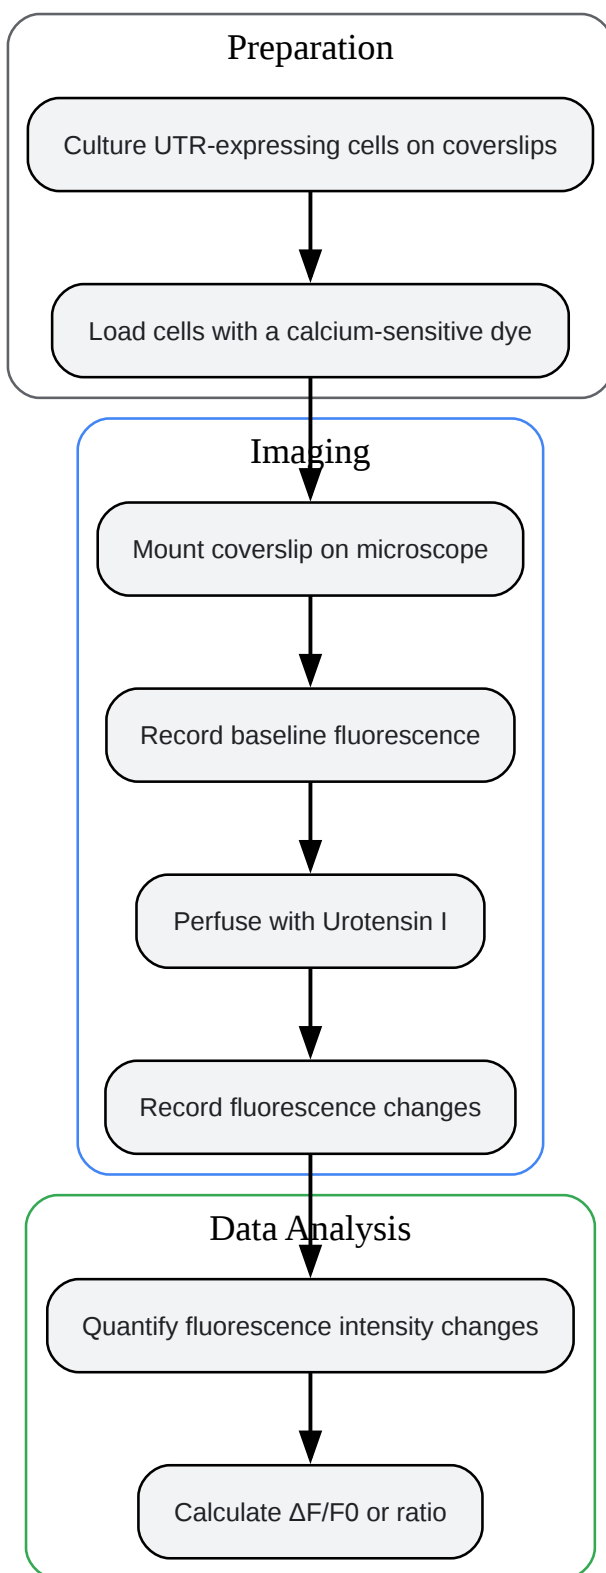 Preparation
Culture UTR-expressing cells on coverslips
Load cells with a calcium-sensitive dye
Imaging
Mount coverslip on microscope
Record baseline fluorescence
Perfuse with Urotensin I
Record fluorescence changes
Data Analysis
Quantify fluorescence intensity changes
Calculate ΔF/F0 or ratio